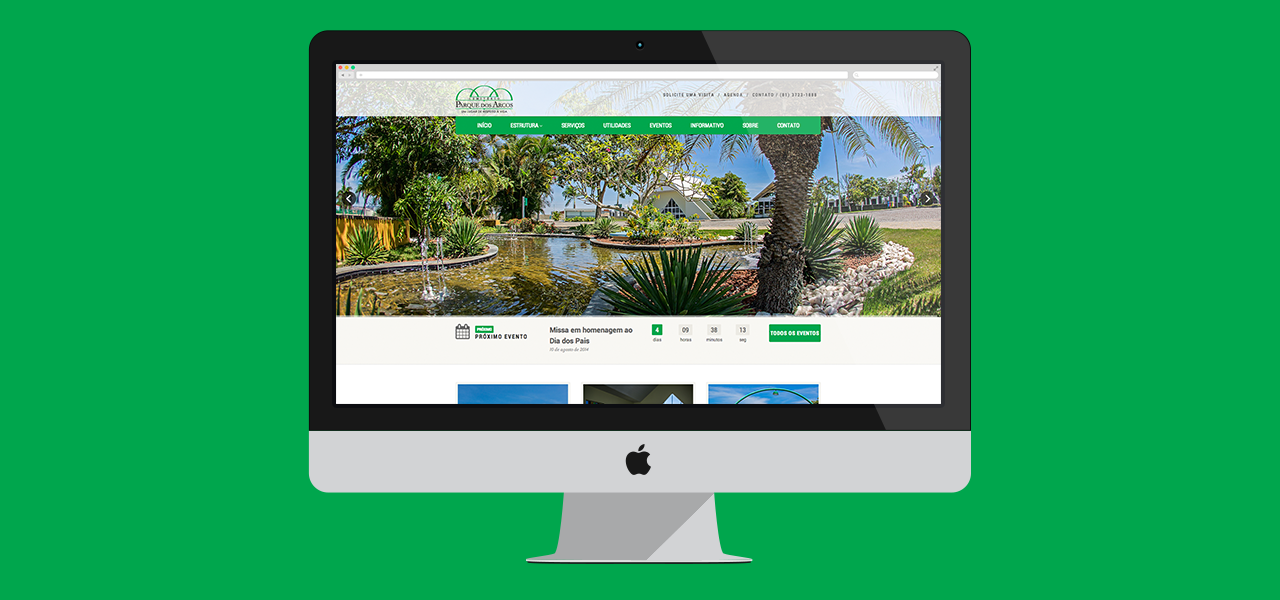 SOLICITE UMA VISITA / AGENDA / CONTATO / (81) 3723-1888
CEMITÉRIO
PARQUE DOS ARCOS
INÍCIO ESTRUTURA SERVIÇOS UTILIDADES EVENTOS INFORMATIVO SOBRE CONTATO
PRÓXIMO
PRÓXIMO EVENTO
Missa em homenagem ao
Dia dos Pais
10 de agosto de 2014
4 09 38 13
dias horas minutos seg
TODOS OS EVENTOS